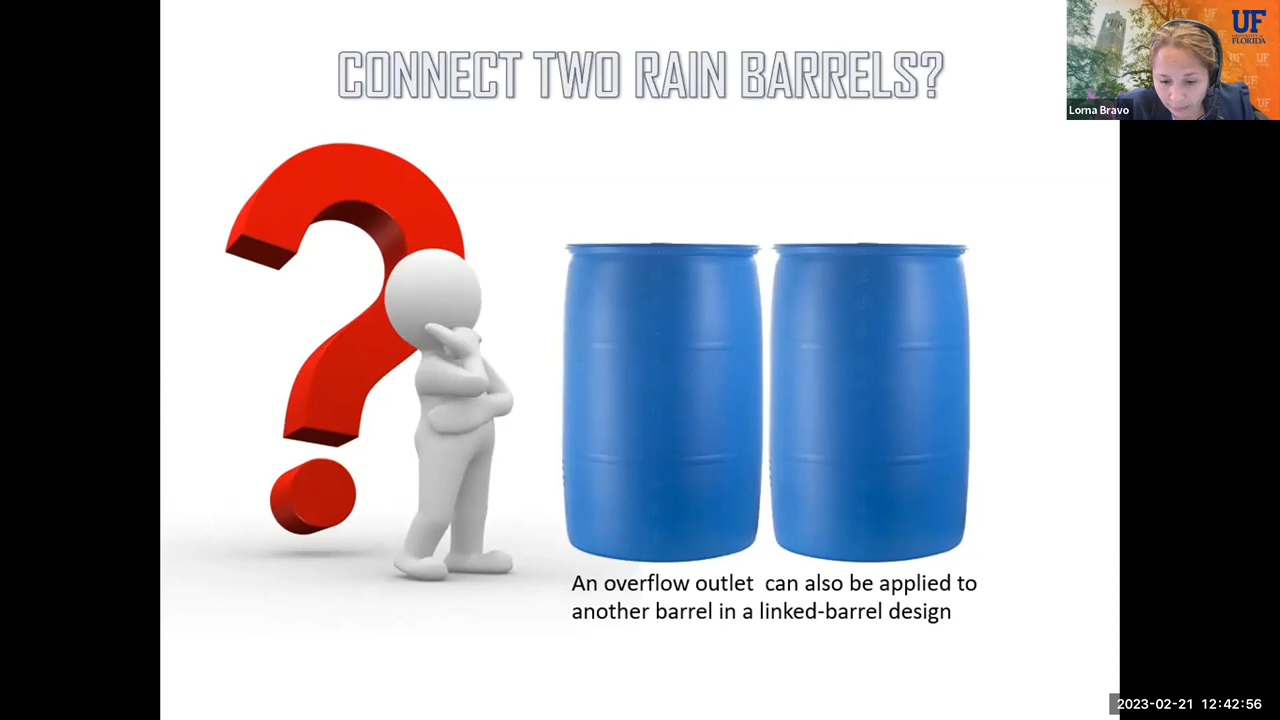 CONNECT TWO RAIN BARRELS?
UF
UNIVERSITY of
FLORIDA
Lorna Bravo
An overflow outlet  can also be applied to
another barrel in a linked-barrel design
2023-02-21 12:42:56